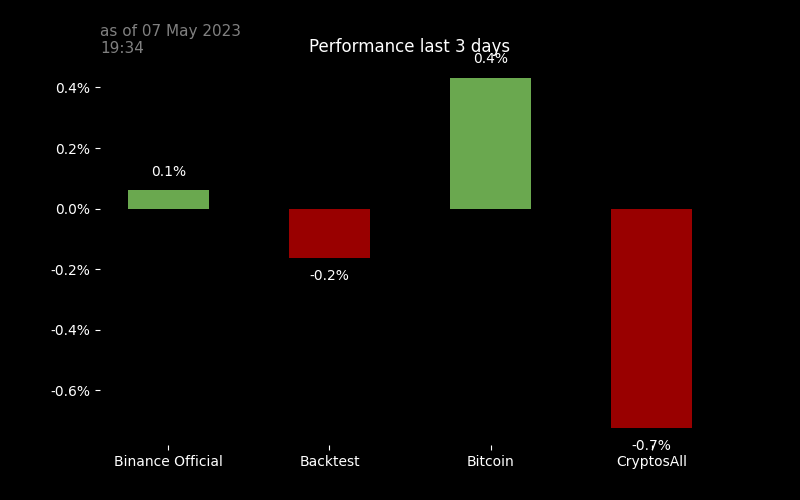 as of 07 May 2023
19:34
Performance last 3 days
0.4%
0.4%
0.2%
0.1%
0.0%
-0.2%
-0.2%
-0.4%
-0.6%
-0.7%
Binance Official
Backtest
Bitcoin
CryptosAll